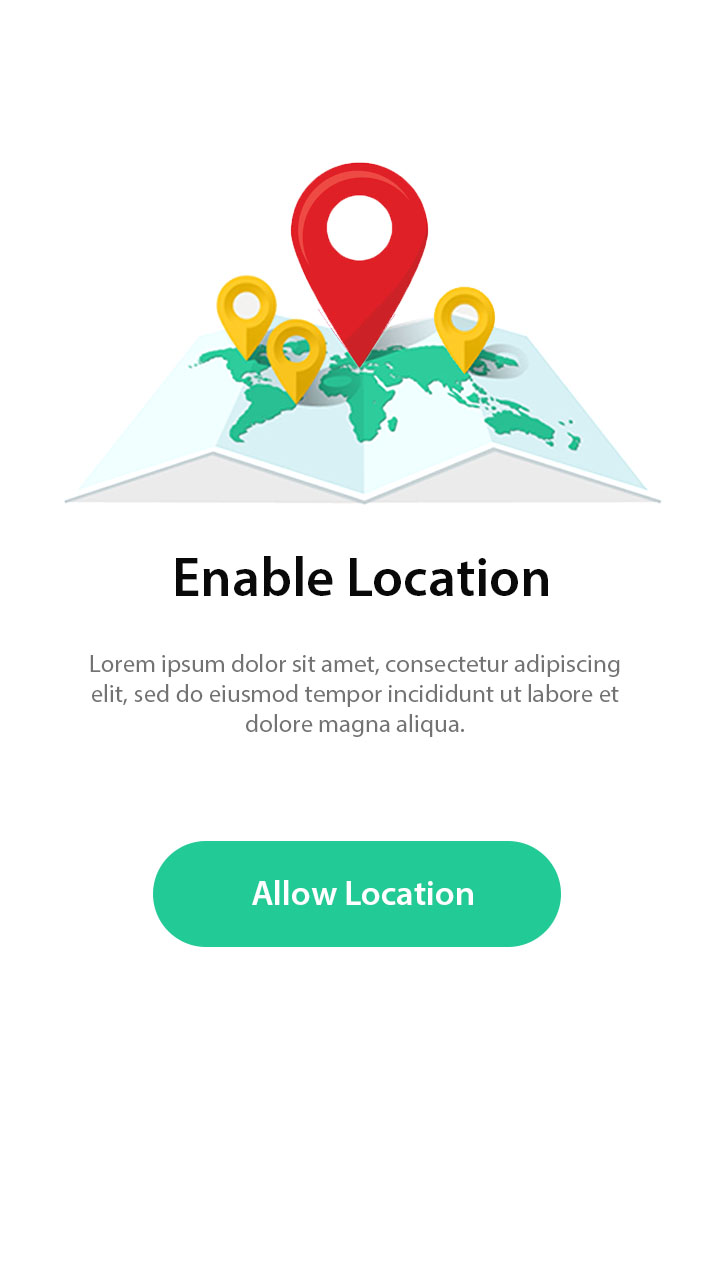 Enable Location
Lorem ipsum dolor sit amet, consectetur adipiscing
elit, sed do eiusmod tempor incididunt ut labore et
dolore magna aliqua.
Allow Location